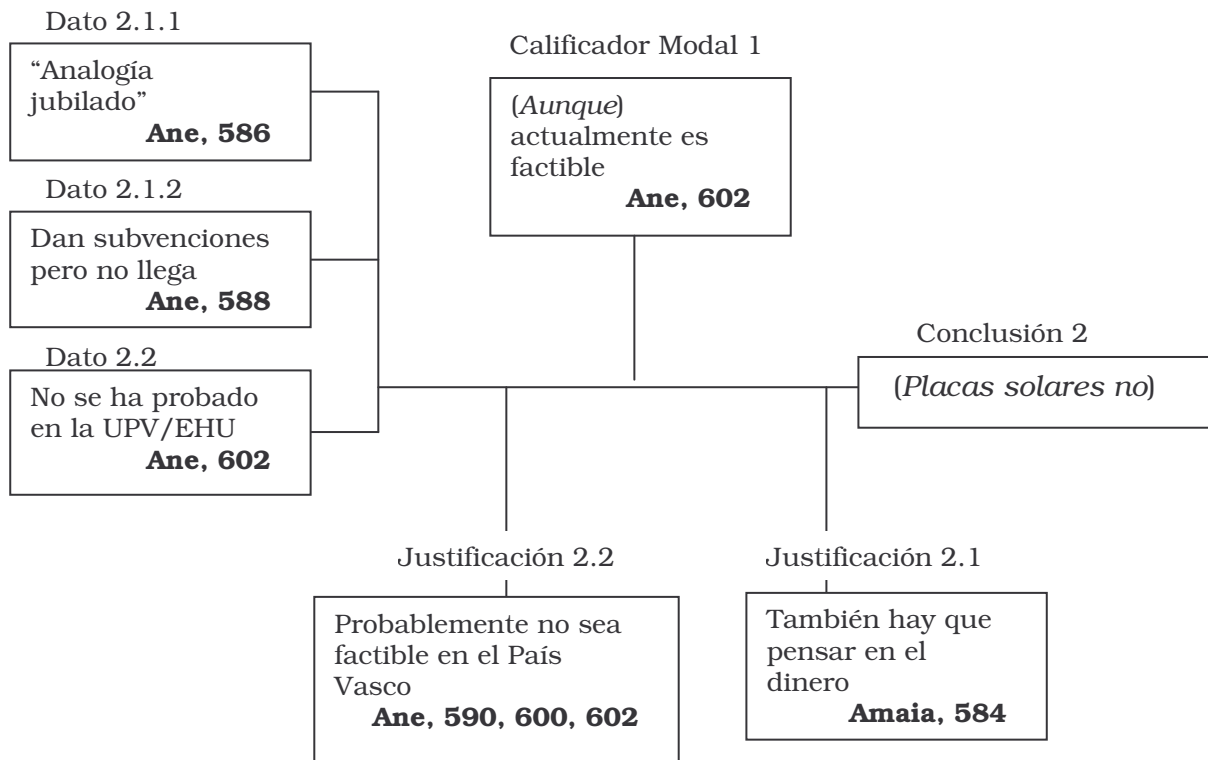 Dato 2.1.1
“Analogía
jubilado”
Ane, 586
Calificador Modal 1
(Aunque)
actualmente es
factible
Ane, 602
Dato 2.1.2
Dan subvenciones
pero no llega
Ane, 588
Dato 2.2
No se ha probado
en la UPV/EHU
Ane, 602
Conclusión 2
(Placas solares no)
Justificación 2.2
Probablemente no sea
factible en el País
Vasco
Ane, 590, 600, 602
Justificación 2.1
También hay que
pensar en el
dinero
Amaia, 584